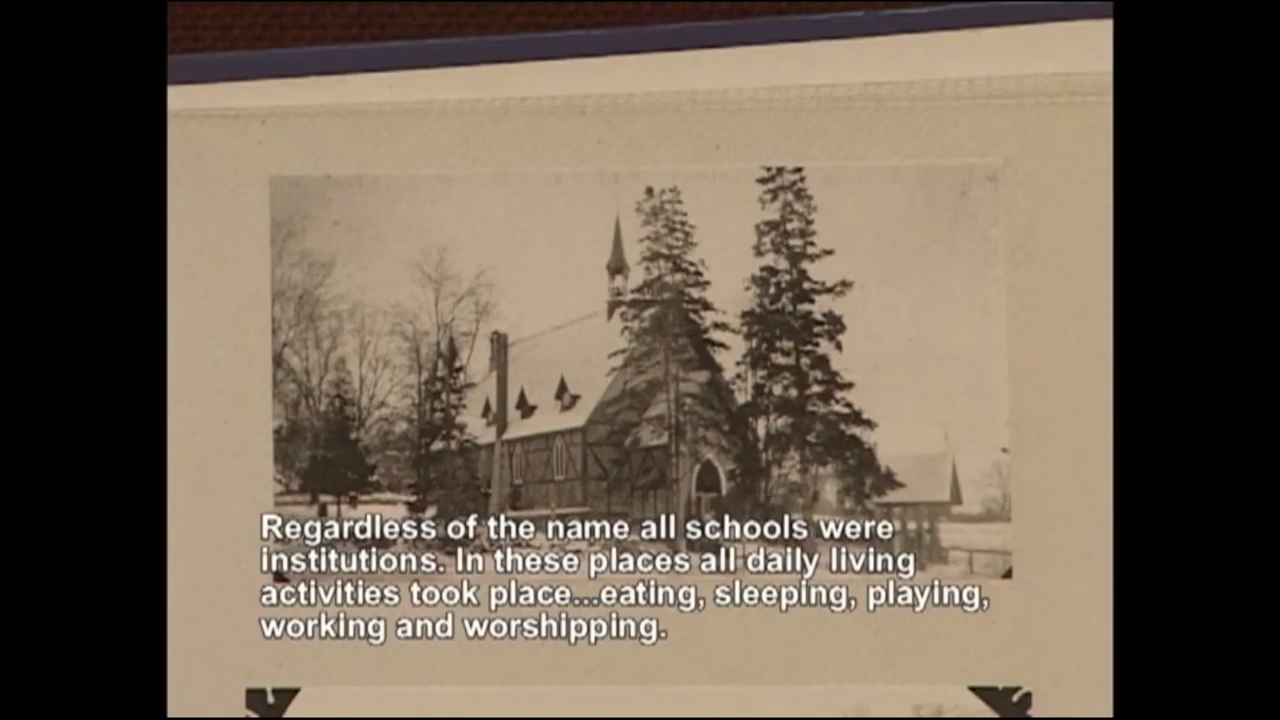 Regardless of the name all schools were
institutions. In these places all daily living
activities took place...eating, sleeping, playing,
working and worshipping.